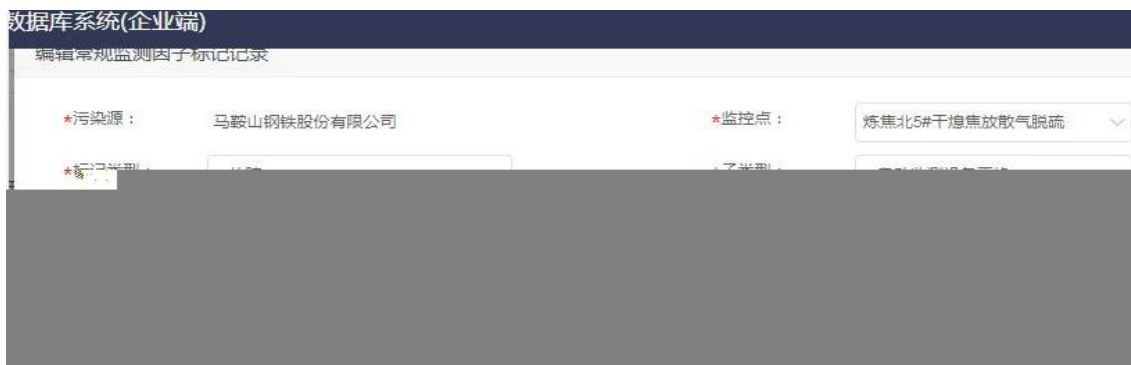 数据库系统(企业端)
编辑常规监测因子标记记录
*污染源： 马鞍山钢铁股份有限公司 *监控点： 炼焦北5#干熄焦放散气脱硫